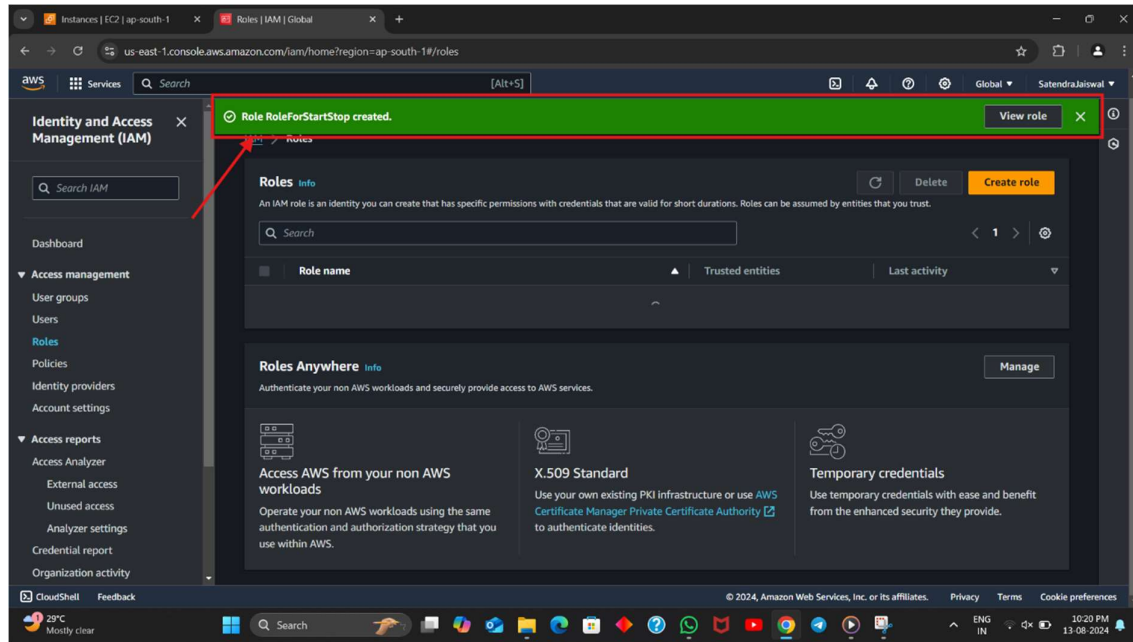 Instances | EC2 | ap-south-1
Roles | IAM | Global
us-east-1.console.aws.amazon.com/iam/home?region=ap-south-1#/roles
aws
Services
Search
[Alt+S]
Global
SatendraJaiswal
Identity and Access
Management (IAM)
Search IAM
Dashboard
Access management
User groups
Users
Roles
Policies
Identity providers
Account settings
Access reports
Access Analyzer
External access
Unused access
Analyzer settings
Credential report
Organization activity
Role RoleForStartStop created.
View role
IAM > Roles
Roles Info
Delete
Create role
An IAM role is an identity you can create that has specific permissions with credentials that are valid for short durations. Roles can be assumed by entities that you trust.
Search
1
Role name
Trusted entities
Last activity
Roles Anywhere Info
Manage
Authenticate your non AWS workloads and securely provide access to AWS services.
Access AWS from your non AWS
workloads
Operate your non AWS workloads using the same
authentication and authorization strategy that you
use within AWS.
X.509 Standard
Use your own existing PKI infrastructure or use AWS
Certificate Manager Private Certificate Authority
to authenticate identities.
Temporary credentials
Use temporary credentials with ease and benefit
from the enhanced security they provide.
CloudShell
Feedback
© 2024, Amazon Web Services, Inc. or its affiliates.
Privacy
Terms
Cookie preferences
1
29°C
Mostly clear
Search
ENG
IN
10:20 PM
13-08-2024